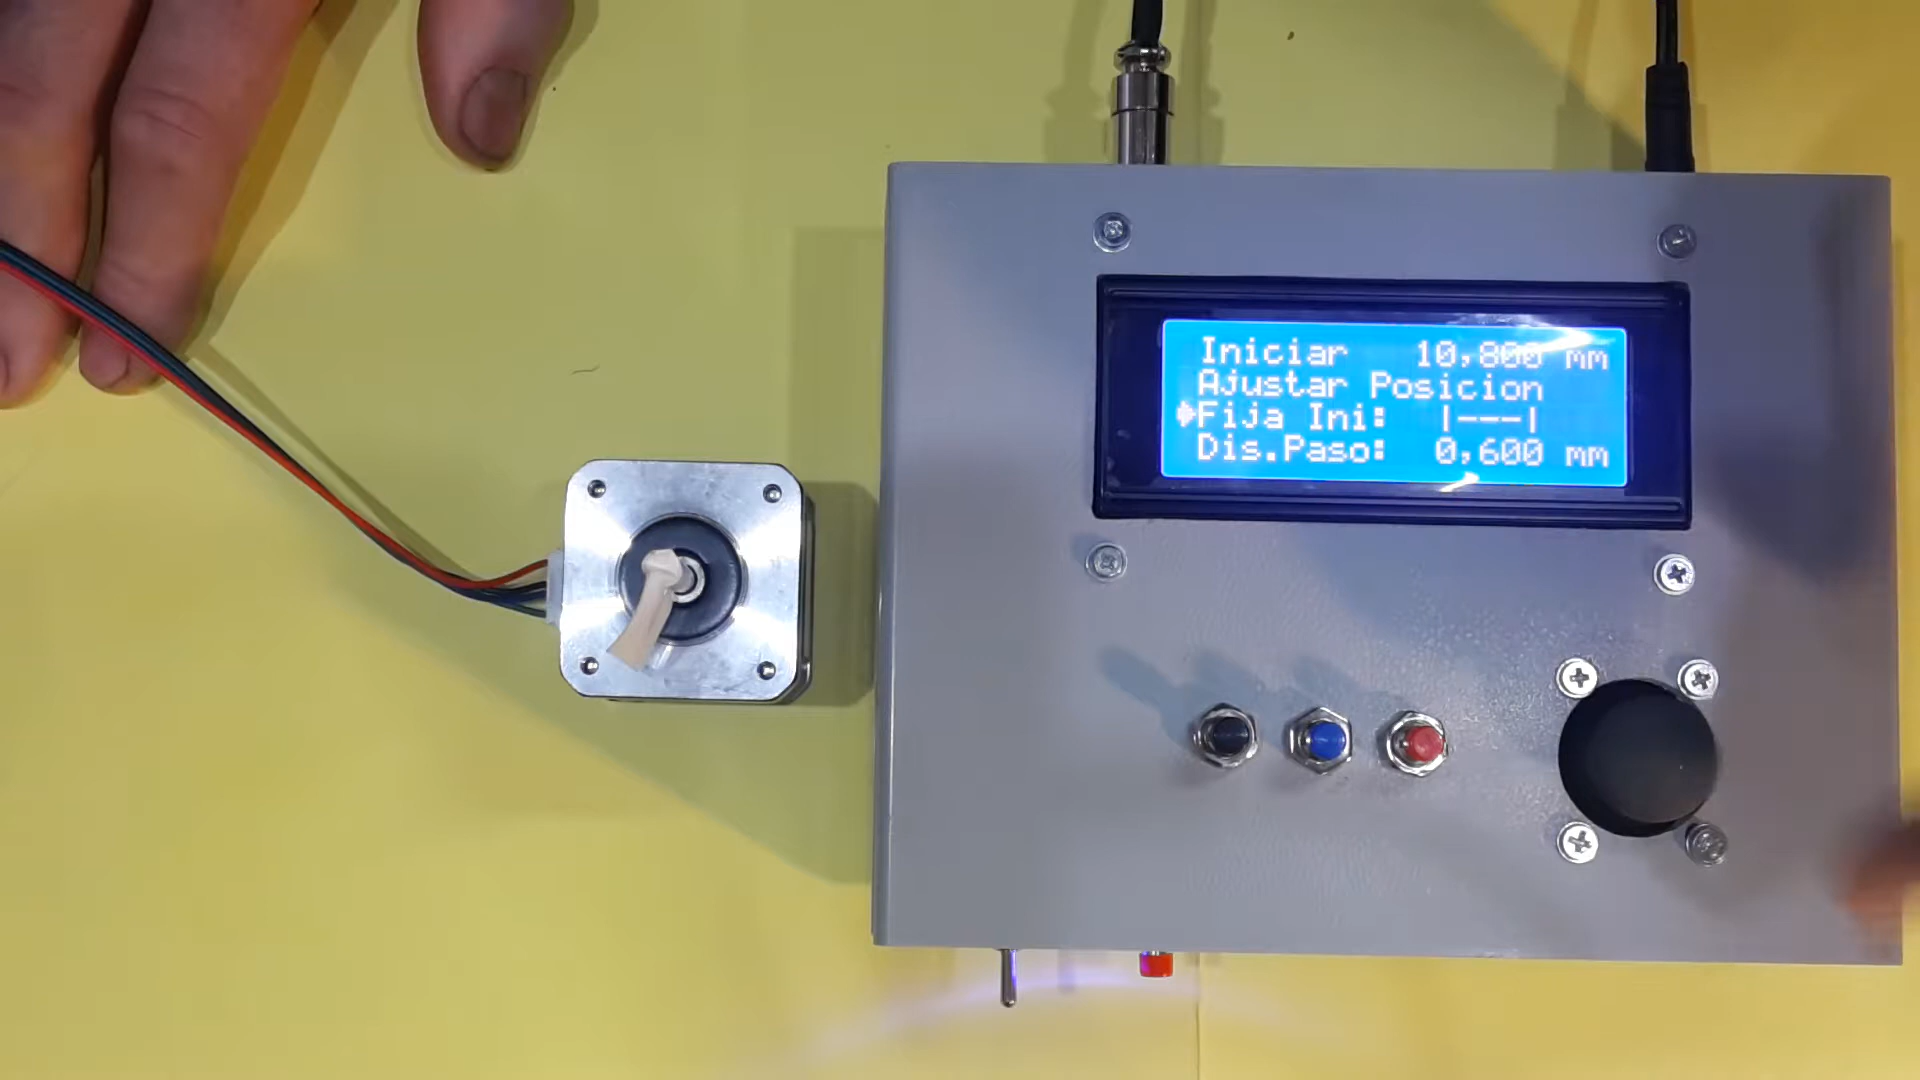 Iniciar 10,800 mm
Ajustar Posicion
Fija Ini: |---|
Dis.Paso: 0,600 mm